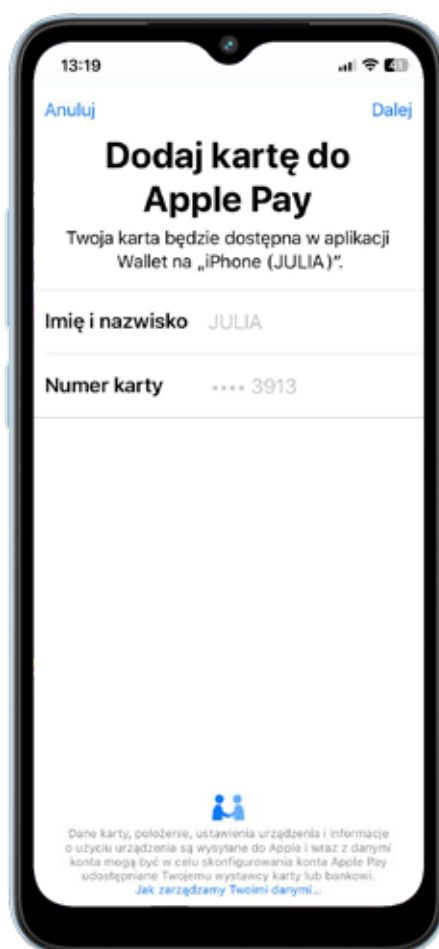 13:19
Anuluj Dalej
Dodaj kartę do
Apple Pay
Twoja karta będzie dostępna w aplikacji
Wallet na „iPhone (JULIA)”.
Imię i nazwisko JULIA
Numer karty •••• 3913
Dane karty, położenie, ustawienia urządzenia i informacje
o użyciu urządzenia są wysyłane do Apple i wraz z danymi
konta mogą być w celu skonfigurowania konta Apple Pay
udostępniane Twojemu wystawcy karty lub bankowi.
Jak zarządzamy Twoimi danymi...